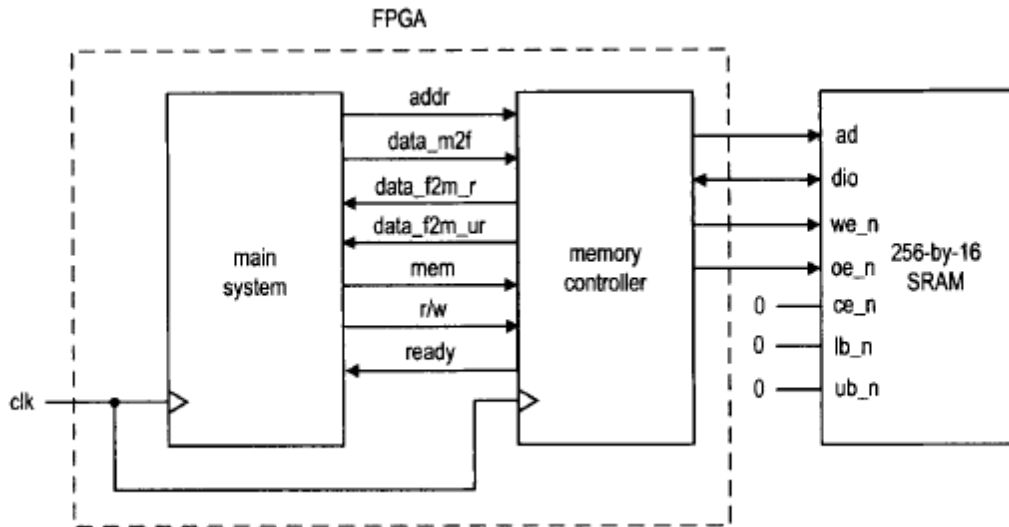 FPGA
main
system
addr
data_m2f
data_f2m_r
data_f2m_ur
mem
r/w
ready
memory
controller
ad
dio
we_n
oe_n
ce_n
lb_n
ub_n
256-by-16
SRAM
0
0
0
clk